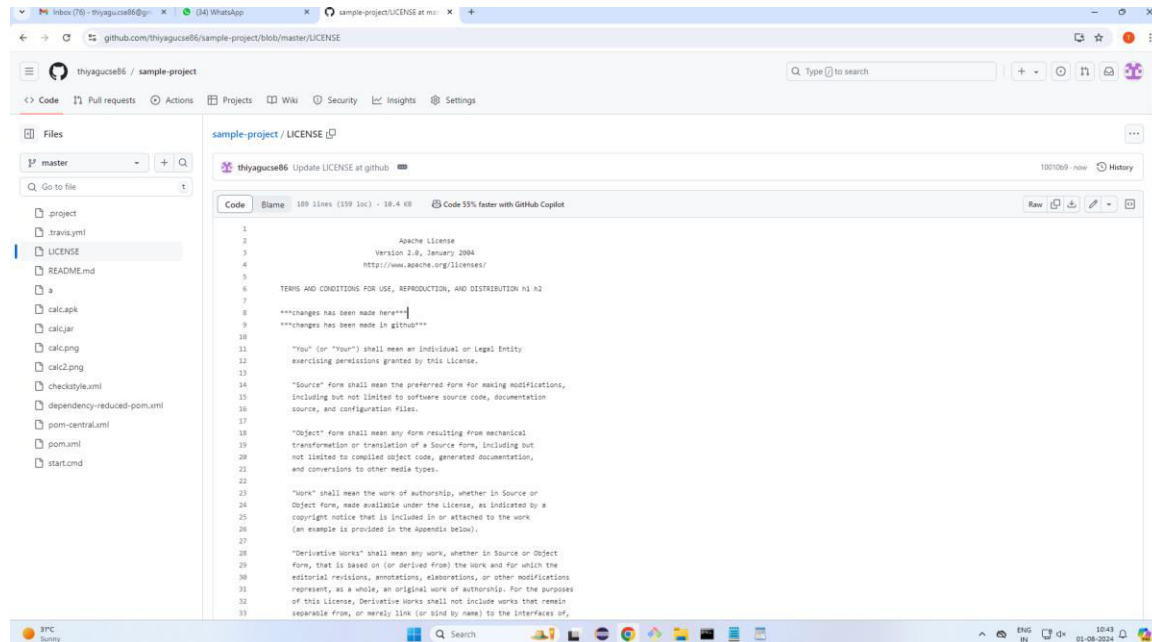 Inbox (76) - thiyagu.cse86@gm
(34) WhatsApp
sample-project/LICENSE at mas
github.com/thiyagucse86/sample-project/blob/master/LICENSE
thiyagucse86 / sample-project
Type / to search
Code
Pull requests
Actions
Projects
Wiki
Security
Insights
Settings
Files
master
Go to file
t
.project
.travis.yml
LICENSE
README.md
a
calc.apk
calc.jar
calc.png
calc2.png
checkstyle.xml
dependency-reduced-pom.xml
pom-central.xml
pom.xml
start.cmd
sample-project / LICENSE
thiyagucse86 Update LICENSE at github
10010b9 · now History
Code Blame 189 lines (159 loc) · 10.4 KB Code 55% faster with GitHub Copilot
Raw
1
2 Apache License
3 Version 2.0, January 2004
4 http://www.apache.org/licenses/
5
6 TERMS AND CONDITIONS FOR USE, REPRODUCTION, AND DISTRIBUTION h1 h2
7
8 ***changes has been made here***
9 ***changes has been made in github***
10
11 "You" (or "Your") shall mean an individual or Legal Entity
12 exercising permissions granted by this License.
13
14 "Source" form shall mean the preferred form for making modifications,
15 including but not limited to software source code, documentation
16 source, and configuration files.
17
18 "Object" form shall mean any form resulting from mechanical
19 transformation or translation of a Source form, including but
20 not limited to compiled object code, generated documentation,
21 and conversions to other media types.
22
23 "Work" shall mean the work of authorship, whether in Source or
24 Object form, made available under the License, as indicated by a
25 copyright notice that is included in or attached to the work
26 (an example is provided in the Appendix below).
27
28 "Derivative Works" shall mean any work, whether in Source or Object
29 form, that is based on (or derived from) the Work and for which the
30 editorial revisions, annotations, elaborations, or other modifications
31 represent, as a whole, an original work of authorship. For the purposes
32 of this License, Derivative Works shall not include works that remain
33 separable from, or merely link (or bind by name) to the interfaces of,
31°C
Sunny
Search
ENG
IN
10:43
01-08-2024